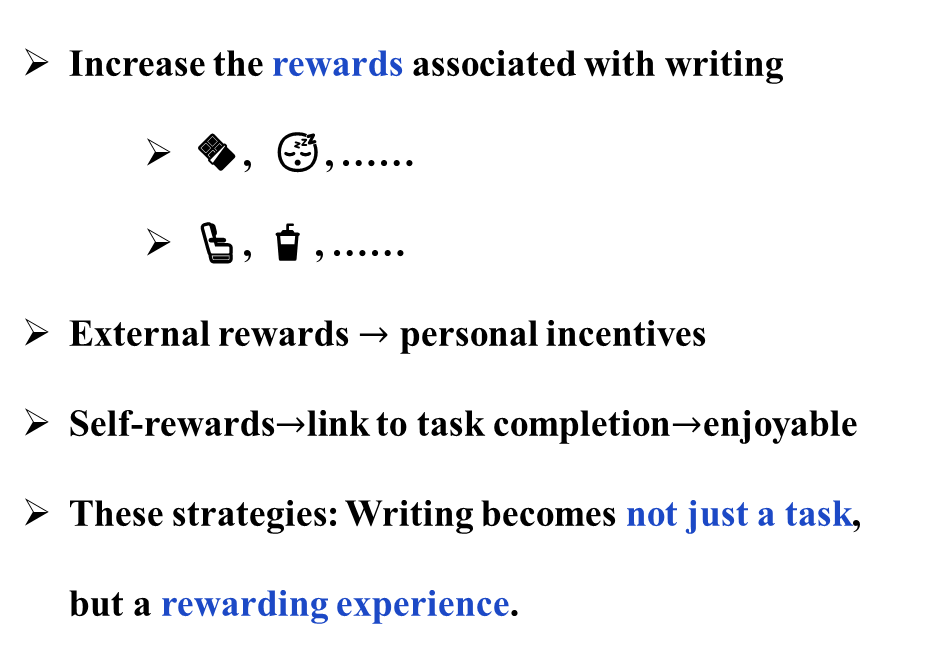 ➢ Increase the rewards associated with writing
➢ 🍫, 😴, ……
➢ 💺, 🥤, ……
➢ External rewards → personal incentives
➢ Self-rewards→link to task completion→enjoyable
➢ These strategies: Writing becomes not just a task,
but a rewarding experience.